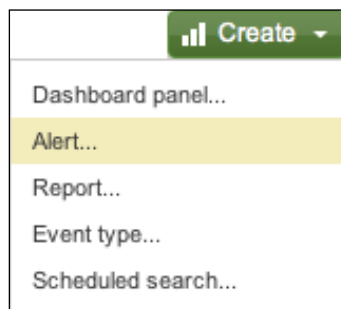 Create
Dashboard panel...
Alert...
Report...
Event type...
Scheduled search...